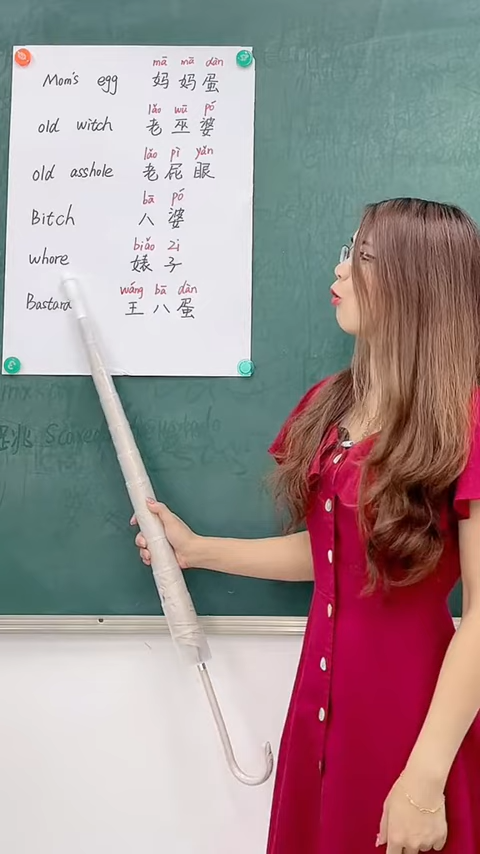 mā mā dàn
Mom's egg 妈妈蛋
lǎo wū pó
old witch 老巫婆
lǎo pì yǎn
old asshole 老屁眼
bā pó
Bitch 八婆
biǎo zi
whore 婊子
wáng bā dàn
Bastard 王八蛋
Scared